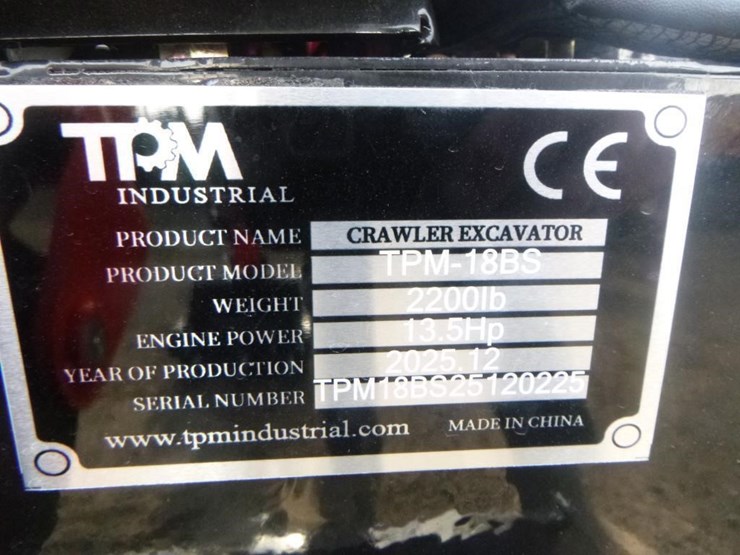 TPM
INDUSTRIAL
CE
PRODUCT NAME CRAWLER EXCAVATOR
PRODUCT MODEL TPM-18BS
WEIGHT 2200lb
ENGINE POWER 13.5Hp
YEAR OF PRODUCTION 2025.12
SERIAL NUMBER TPM18BS25120225
www.tpmindustrial.com MADE IN CHINA